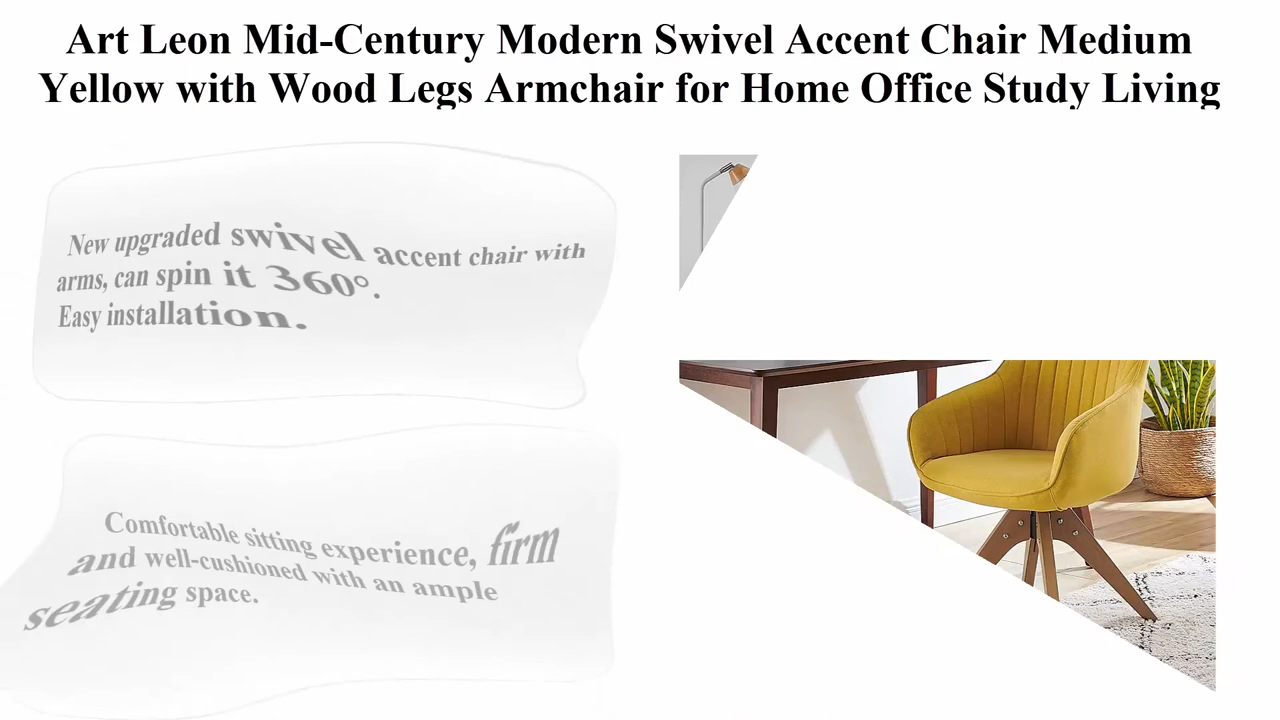 Art Leon Mid-Century Modern Swivel Accent Chair Medium
Yellow with Wood Legs Armchair for Home Office Study Living
New upgraded swivel accent chair with
arms, can spin it 360°.
Easy installation.
Comfortable sitting experience, firm
and well-cushioned with an ample
seating space.